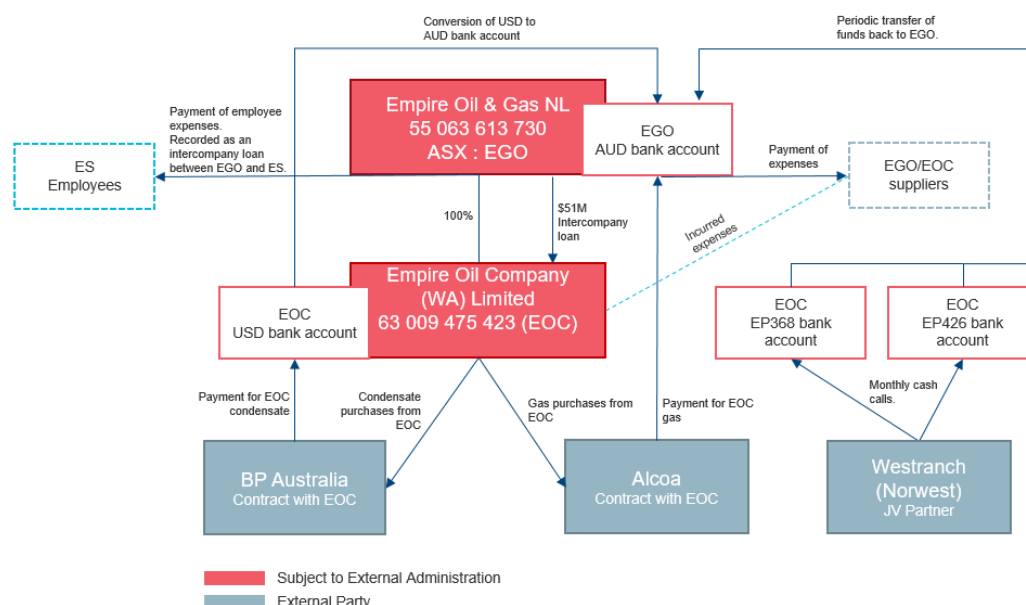 Conversion of USD to
AUD bank account
Periodic transfer of
funds back to EGO.
Payment of employee
expenses.
Recorded as an
intercompany loan
between EGO and ES.
Empire Oil & Gas NL
55 063 613 730
ASX : EGO
EGO
AUD bank account
Payment of
expenses
ES
Employees
EGO/EOC
suppliers
100%
$51M
Intercompany
loan
Incurred
expenses
Empire Oil Company
(WA) Limited
63 009 475 423 (EOC)
EOC
USD bank account
EOC
EP368 bank
account
EOC
EP426 bank
account
Payment for EOC
condensate
Condensate
purchases from
EOC
Gas purchases from
EOC
Payment for EOC
gas
Monthly cash
calls.
BP Australia
Contract with EOC
Alcoa
Contract with EOC
Westranch
(Norwest)
JV Partner
Subject to External Administration
External Party